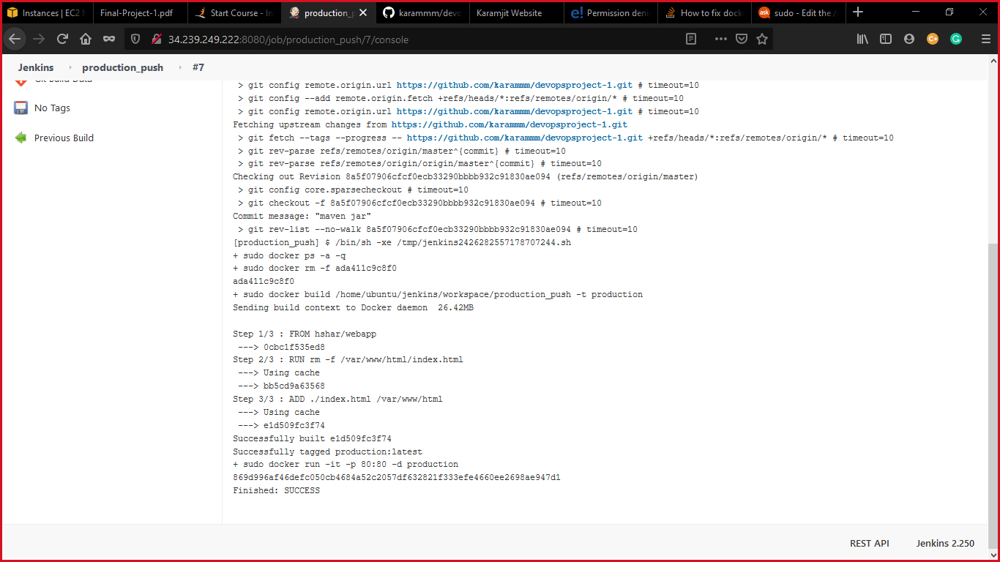 Instances | EC2 M
Final-Project-1.pdf
Start Course - In
production_p
karammm/devo
Karamjit Website
Permission deni
How to fix dock
sudo - Edit the /
34.239.249.222:8080/job/production_push/7/console
Jenkins
production_push
#7
No Tags
Previous Build
> git config remote.origin.url https://github.com/karammm/devopsproject-1.git # timeout=10
> git config --add remote.origin.fetch +refs/heads/*:refs/remotes/origin/* # timeout=10
> git config remote.origin.url https://github.com/karammm/devopsproject-1.git # timeout=10
Fetching upstream changes from https://github.com/karammm/devopsproject-1.git
> git fetch --tags --progress -- https://github.com/karammm/devopsproject-1.git +refs/heads/*:refs/remotes/origin/* # timeout=10
> git rev-parse refs/remotes/origin/master^{commit} # timeout=10
> git rev-parse refs/remotes/origin/origin/master^{commit} # timeout=10
Checking out Revision 8a5f07906cfcf0ecb33290bbbb932c91830ae094 (refs/remotes/origin/master)
> git config core.sparsecheckout # timeout=10
> git checkout -f 8a5f07906cfcf0ecb33290bbbb932c91830ae094 # timeout=10
Commit message: "maven jar"
> git rev-list --no-walk 8a5f07906cfcf0ecb33290bbbb932c91830ae094 # timeout=10
[production_push] $ /bin/sh -xe /tmp/jenkins2426282557178707244.sh
+ sudo docker ps -a -q
+ sudo docker rm -f ada411c9c8f0
ada411c9c8f0
+ sudo docker build /home/ubuntu/jenkins/workspace/production_push -t production
Sending build context to Docker daemon  26.42MB
Step 1/3 : FROM hshar/webapp
---> 0cbc1f535ed8
Step 2/3 : RUN rm -f /var/www/html/index.html
---> Using cache
---> bb5cd9a63568
Step 3/3 : ADD ./index.html /var/www/html
---> Using cache
---> e1d509fc3f74
Successfully built e1d509fc3f74
Successfully tagged production:latest
+ sudo docker run -it -p 80:80 -d production
869d996af46defc050cb4684a52c2057df632821f333efe4660ee2698ae947d1
Finished: SUCCESS
REST API
Jenkins 2.250